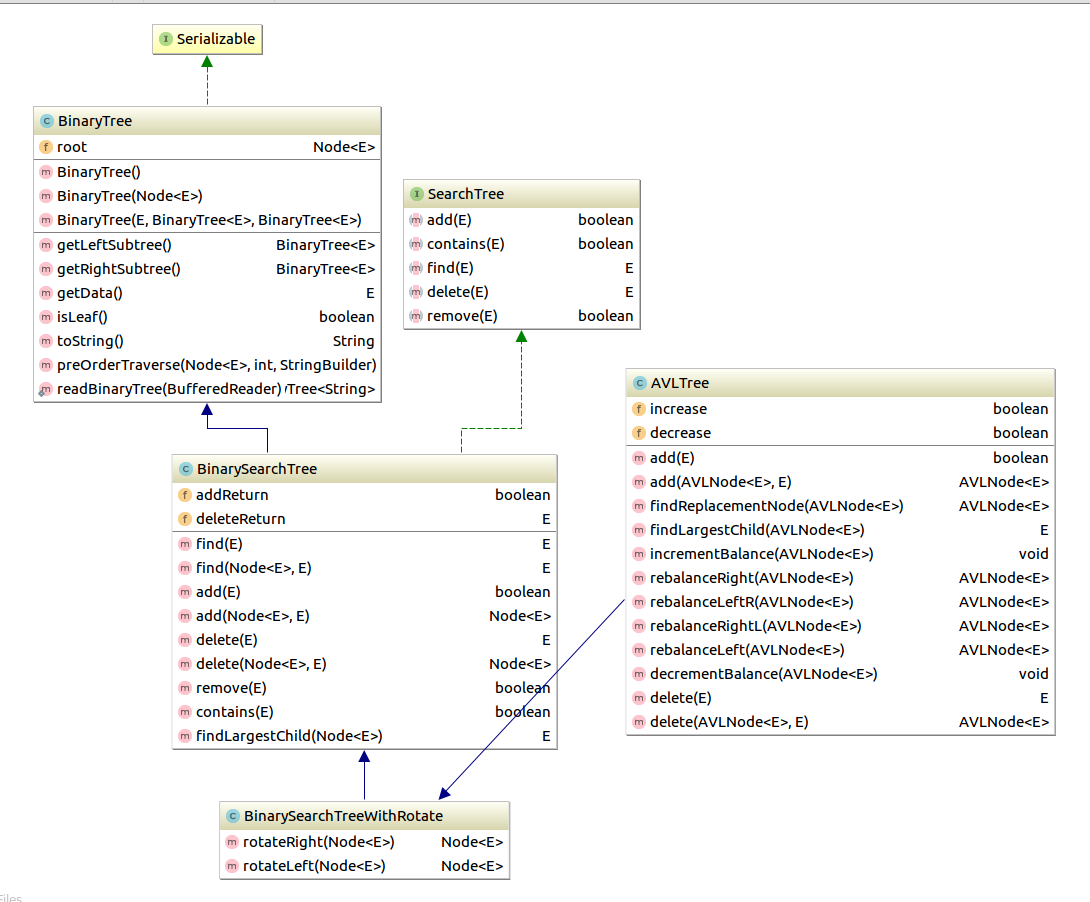 Serializable
BinaryTree
root Node<E>
BinaryTree()
BinaryTree(Node<E>)
BinaryTree(E, BinaryTree<E>, BinaryTree<E>)
getLeftSubtree() BinaryTree<E>
getRightSubtree() BinaryTree<E>
getData() E
isLeaf() boolean
toString() String
preOrderTraverse(Node<E>, int, StringBuilder)
readBinaryTree(BufferedReader) Tree<String>
SearchTree
add(E) boolean
contains(E) boolean
find(E) E
delete(E) E
remove(E) boolean
AVLTree
increase boolean
decrease boolean
add(E) boolean
add(AVLNode<E>, E) AVLNode<E>
findReplacementNode(AVLNode<E>) AVLNode<E>
findLargestChild(AVLNode<E>) E
incrementBalance(AVLNode<E>) void
rebalanceRight(AVLNode<E>) AVLNode<E>
rebalanceLeftR(AVLNode<E>) AVLNode<E>
rebalanceRightL(AVLNode<E>) AVLNode<E>
rebalanceLeft(AVLNode<E>) AVLNode<E>
decrementBalance(AVLNode<E>) void
delete(E) E
delete(AVLNode<E>, E) AVLNode<E>
BinarySearchTree
addReturn boolean
deleteReturn E
find(E) E
find(Node<E>, E) E
add(E) boolean
add(Node<E>, E) Node<E>
delete(E) E
delete(Node<E>, E) Node<E>
remove(E) boolean
contains(E) boolean
findLargestChild(Node<E>) E
BinarySearchTreeWithRotate
rotateRight(Node<E>) Node<E>
rotateLeft(Node<E>) Node<E>
Files